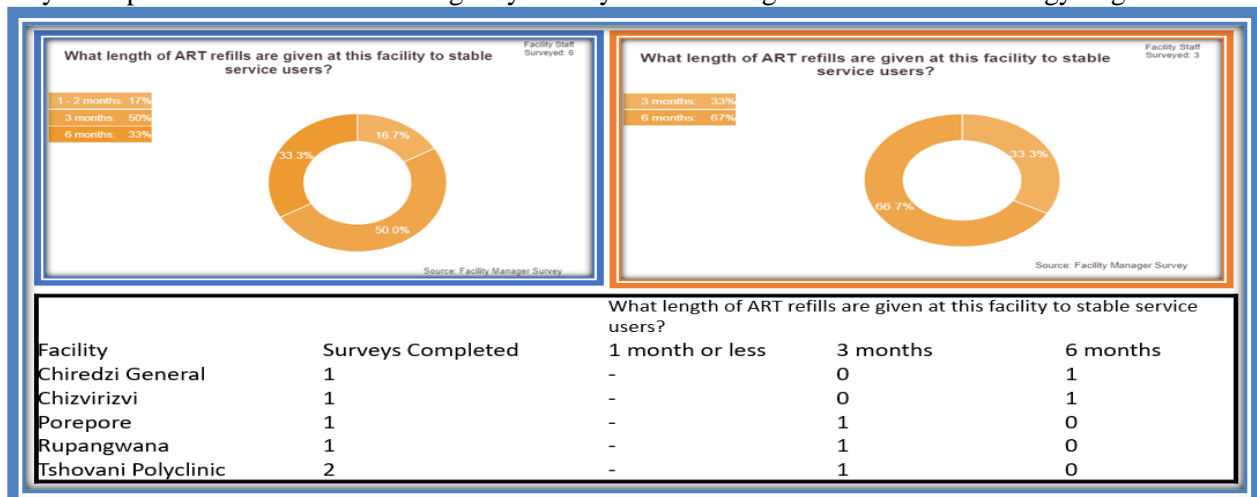 What length of ART refills are given at this facility to stable
service users?
Facility Staff
Surveyed: 6
1 - 2 months: 17%
3 months: 50%
6 months: 33%
16.7%
33.3%
50.0%
Source: Facility Manager Survey
What length of ART refills are given at this facility to stable
service users?
Facility Staff
Surveyed: 3
3 months: 33%
6 months: 67%
33.3%
66.7%
Source: Facility Manager Survey
What length of ART refills are given at this facility to stable service
users?
Facility Surveys Completed 1 month or less 3 months 6 months
Chiredzi General 1 - 0 1
Chizvirizvi 1 - 0 1
Porepore 1 - 1 0
Rupangwana 1 - 1 0
Tshovani Polyclinic 2 - 1 0